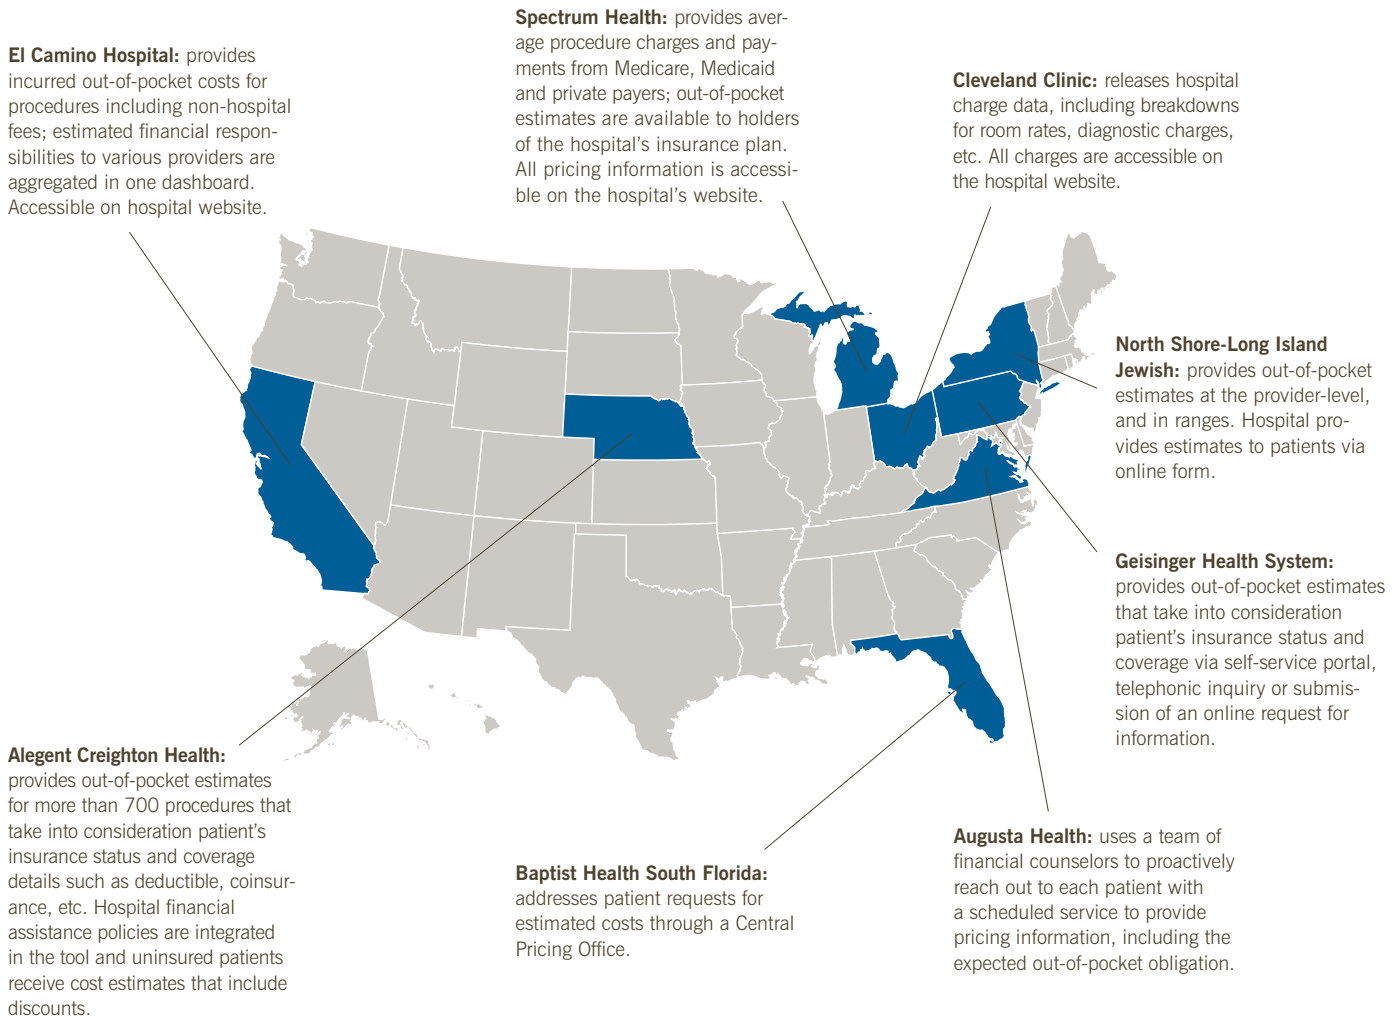 El Camino Hospital: provides
incurred out-of-pocket costs for
procedures including non-hospital
fees; estimated financial respon-
sibilities to various providers are
aggregated in one dashboard.
Accessible on hospital website.
Spectrum Health: provides aver-
age procedure charges and pay-
ments from Medicare, Medicaid
and private payers; out-of-pocket
estimates are available to holders
of the hospital’s insurance plan.
All pricing information is accessi-
ble on the hospital’s website.
Cleveland Clinic: releases hospital
charge data, including breakdowns
for room rates, diagnostic charges,
etc. All charges are accessible on
the hospital website.
North Shore-Long Island
Jewish: provides out-of-pocket
estimates at the provider-level,
and in ranges. Hospital pro-
vides estimates to patients via
online form.
Geisinger Health System:
provides out-of-pocket estimates
that take into consideration
patient’s insurance status and
coverage via self-service portal,
telephonic inquiry or submis-
sion of an online request for
information.
Alegent Creighton Health:
provides out-of-pocket estimates
for more than 700 procedures that
take into consideration patient’s
insurance status and coverage
details such as deductible, coinsur-
ance, etc. Hospital financial
assistance policies are integrated
in the tool and uninsured patients
receive cost estimates that include
discounts.
Baptist Health South Florida:
addresses patient requests for
estimated costs through a Central
Pricing Office.
Augusta Health: uses a team of
financial counselors to proactively
reach out to each patient with
a scheduled service to provide
pricing information, including the
expected out-of-pocket obligation.